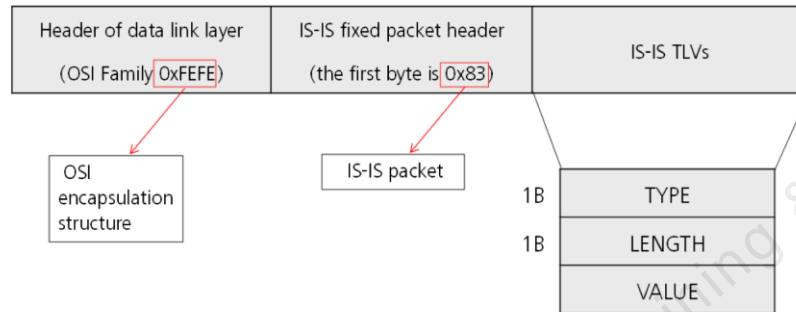 Header of data link layer
(OSI Family 0xFEFE)
IS-IS fixed packet header
(the first byte is 0x83)
IS-IS TLVs
OSI
encapsulation
structure
IS-IS packet
1B
TYPE
1B
LENGTH
VALUE
ining &